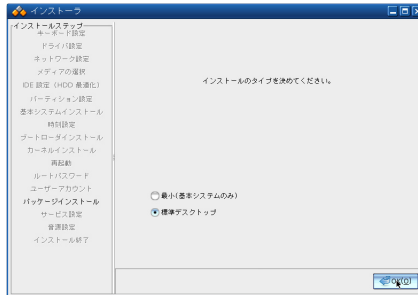 インストーラ
インストールステップ
キーボード設定
ドライバ設定
ネットワーク設定
メディアの選択
IDE 設定（HDD 最適化）
パーティション設定
基本システムインストール
時刻設定
ブートローダインストール
カーネルインストール
再起動
ルートパスワード
ユーザーアカウント
パッケージインストール
サービス設定
音源設定
インストール終了
インストールのタイプを決めてください。
最小(基本システムのみ)
標準デスクトップ
OK(O)